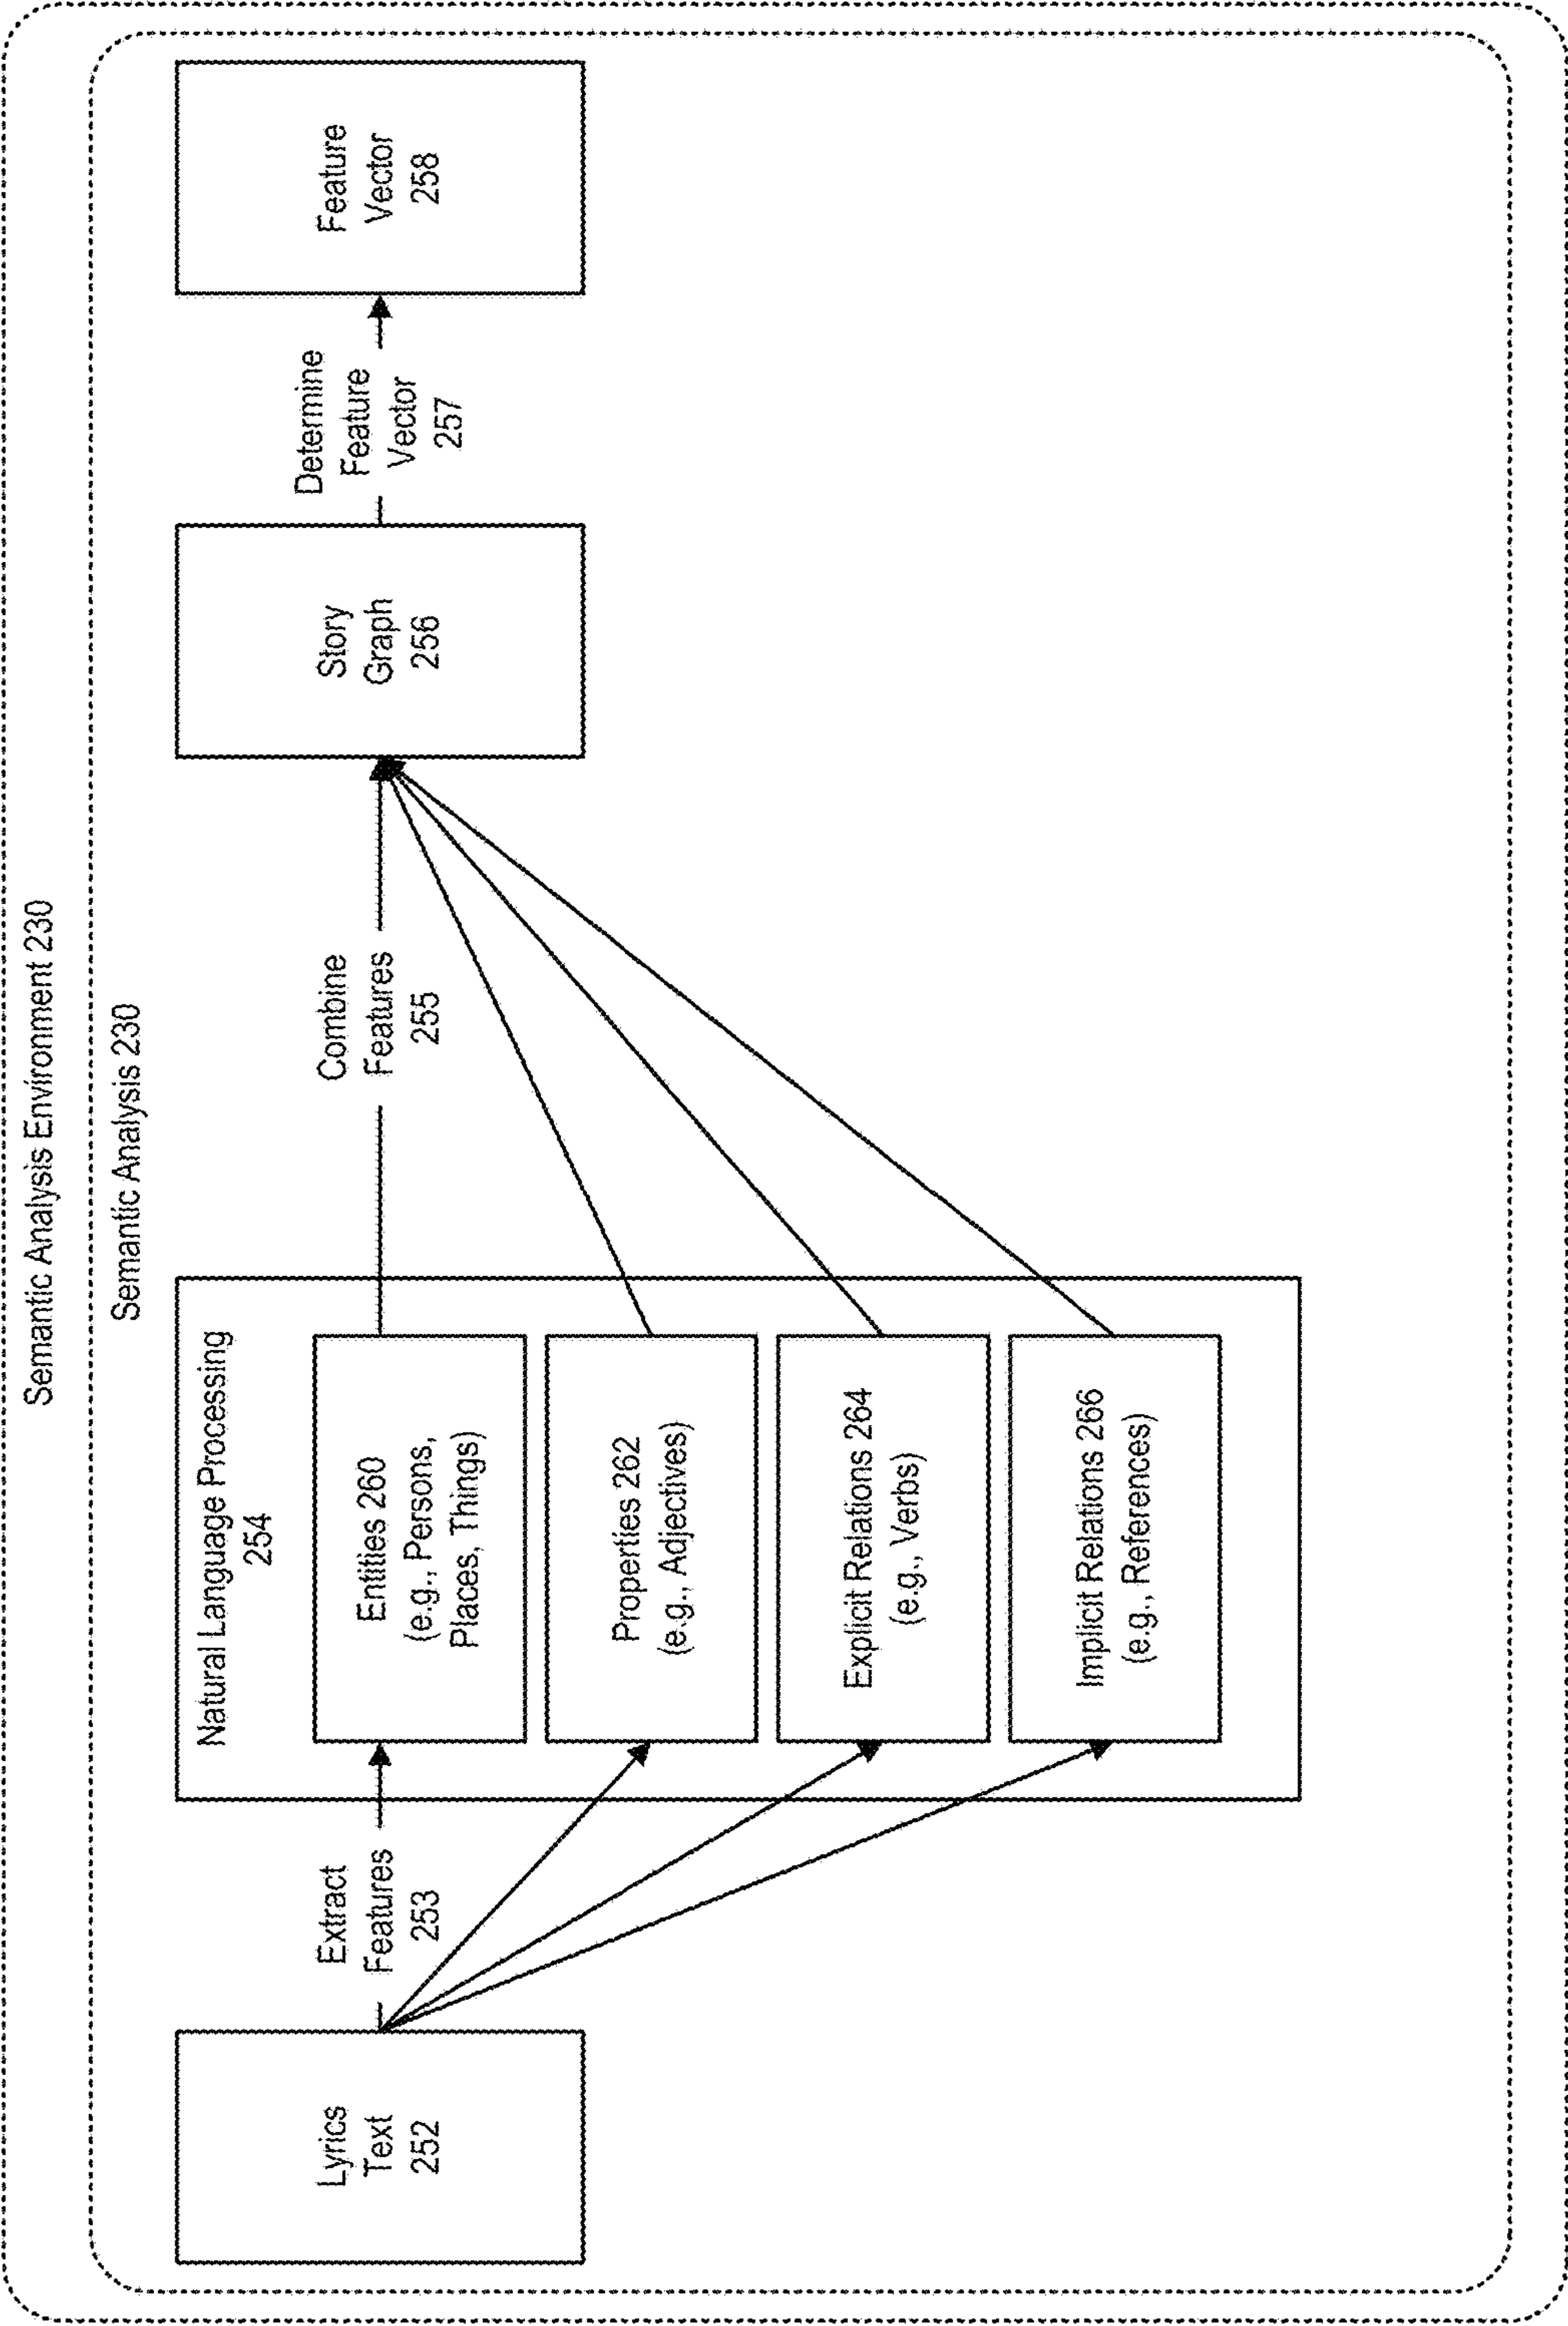 Semantic Analysis Environment 230
Semantic Analysis 230
Lyrics
Text
252
Extract
Features
253
Natural Language Processing
254
Entities 260
(e.g., Persons,
Places, Things)
Properties 262
(e.g., Adjectives)
Explicit Relations 264
(e.g., Verbs)
Implicit Relations 266
(e.g., References)
Combine
Features
255
Story
Graph
256
Determine
Feature
Vector
257
Feature
Vector
258